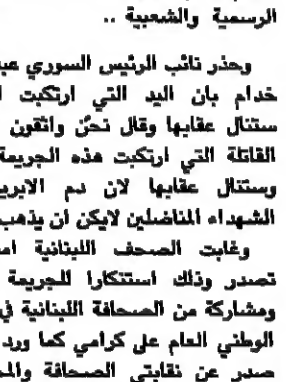 الرسمية والشعبية ..
وحذر نائب الرئيس السوري عبد
خدام بان اليد التي ارتكبت ا
ستنال عقابها وقال نحن واثقون
القاتلة التي ارتكبت هذه الجريمة
وستنال عقابها لان دم الابري
الشهداء المناضلين لايكن ان يذهب
وغابت الصحف اللبنانية ام
تصدر وذلك استنكارا للجريمة
ومشاركة من الصحافة اللبنانية في
الوطني العام على كرامي كما ورد
صدر عن نقابتي الصحافة والمح